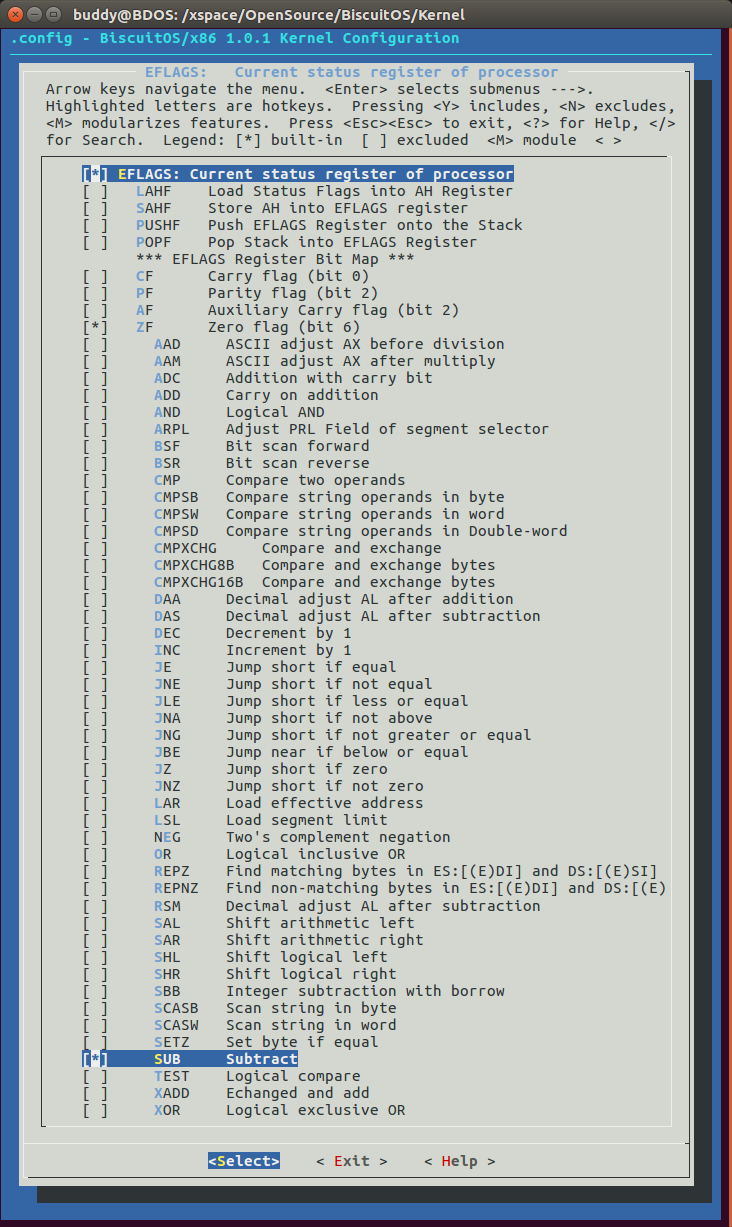 buddy@BDOS: /xspace/OpenSource/BiscuitOS/Kernel
.config - BiscuitOS/x86 1.0.1 Kernel Configuration
EFLAGS:   Current status register of processor
Arrow keys navigate the menu.  <Enter> selects submenus --->.
Highlighted letters are hotkeys.  Pressing <Y> includes, <N> excludes,
<M> modularizes features.  Press <Esc><Esc> to exit, <?> for Help, </>
for Search.  Legend: [*] built-in  [ ] excluded  <M> module  < >
[*] EFLAGS: Current status register of processor
[ ]   LAHF    Load Status Flags into AH Register
[ ]   SAHF    Store AH into EFLAGS register
[ ]   PUSHF   Push EFLAGS Register onto the Stack
[ ]   POPF    Pop Stack into EFLAGS Register
*** EFLAGS Register Bit Map ***
[ ]   CF      Carry flag (bit 0)
[ ]   PF      Parity flag (bit 2)
[ ]   AF      Auxiliary Carry flag (bit 2)
[*]   ZF      Zero flag (bit 6)
[ ]     AAD     ASCII adjust AX before division
[ ]     AAM     ASCII adjust AX after multiply
[ ]     ADC     Addition with carry bit
[ ]     ADD     Carry on addition
[ ]     AND     Logical AND
[ ]     ARPL    Adjust PRL Field of segment selector
[ ]     BSF     Bit scan forward
[ ]     BSR     Bit scan reverse
[ ]     CMP     Compare two operands
[ ]     CMPSB   Compare string operands in byte
[ ]     CMPSW   Compare string operands in word
[ ]     CMPSD   Compare string operands in Double-word
[ ]     CMPXCHG     Compare and exchange
[ ]     CMPXCHG8B   Compare and exchange bytes
[ ]     CMPXCHG16B  Compare and exchange bytes
[ ]     DAA     Decimal adjust AL after addition
[ ]     DAS     Decimal adjust AL after subtraction
[ ]     DEC     Decrement by 1
[ ]     INC     Increment by 1
[ ]     JE      Jump short if equal
[ ]     JNE     Jump short if not equal
[ ]     JLE     Jump short if less or equal
[ ]     JNA     Jump short if not above
[ ]     JNG     Jump short if not greater or equal
[ ]     JBE     Jump near if below or equal
[ ]     JZ      Jump short if zero
[ ]     JNZ     Jump short if not zero
[ ]     LAR     Load effective address
[ ]     LSL     Load segment limit
[ ]     NEG     Two's complement negation
[ ]     OR      Logical inclusive OR
[ ]     REPZ    Find matching bytes in ES:[(E)DI] and DS:[(E)SI]
[ ]     REPNZ   Find non-matching bytes in ES:[(E)DI] and DS:[(E)
[ ]     RSM     Decimal adjust AL after subtraction
[ ]     SAL     Shift arithmetic left
[ ]     SAR     Shift arithmetic right
[ ]     SHL     Shift logical left
[ ]     SHR     Shift logical right
[ ]     SBB     Integer subtraction with borrow
[ ]     SCASB   Scan string in byte
[ ]     SCASW   Scan string in word
[ ]     SETZ    Set byte if equal
[*]     SUB     Subtract
[ ]     TEST    Logical compare
[ ]     XADD    Echanged and add
[ ]     XOR     Logical exclusive OR
<Select>    < Exit >    < Help >